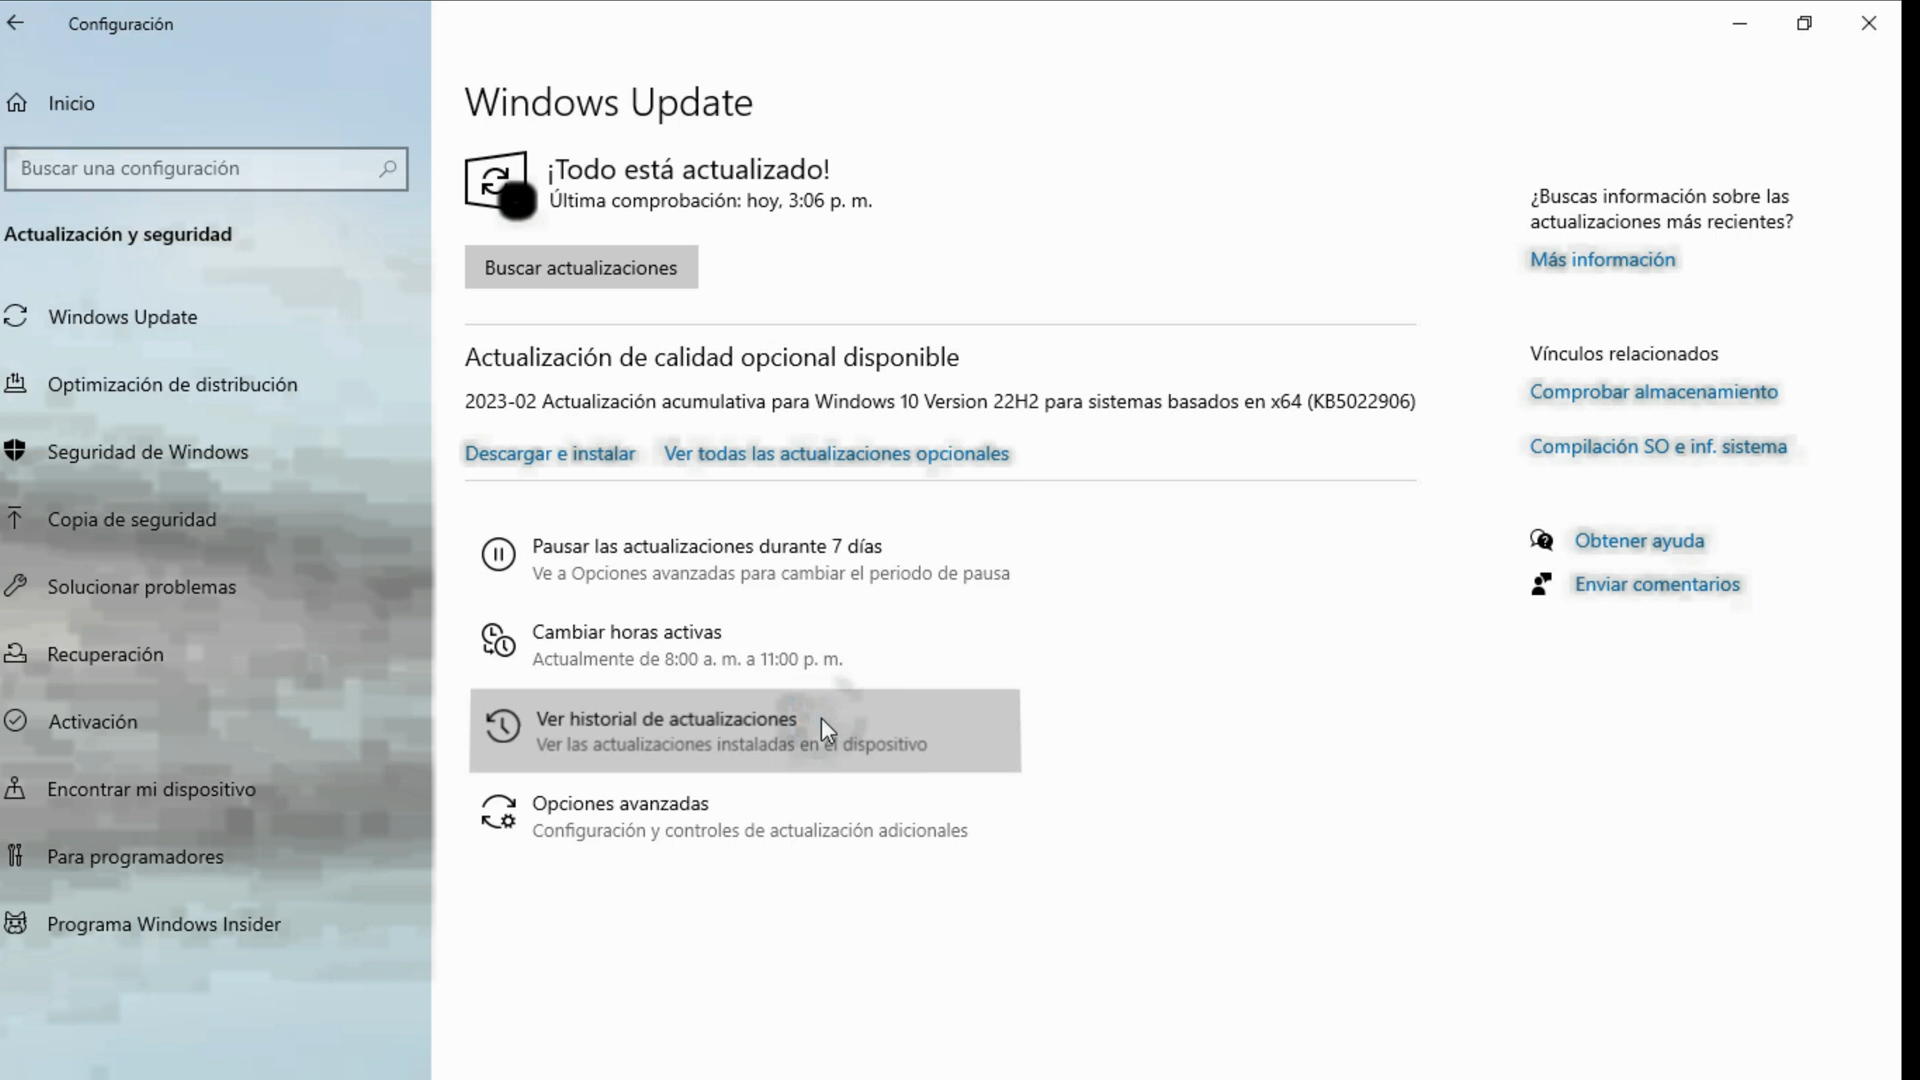 Configuración
Inicio
Buscar una configuración
Actualización y seguridad
Windows Update
Optimización de distribución
Seguridad de Windows
Copia de seguridad
Solucionar problemas
Recuperación
Activación
Encontrar mi dispositivo
Para programadores
Programa Windows Insider
Windows Update
¡Todo está actualizado!
Última comprobación: hoy, 3:06 p. m.
Buscar actualizaciones
Actualización de calidad opcional disponible
2023-02 Actualización acumulativa para Windows 10 Version 22H2 para sistemas basados en x64 (KB5022906)
Descargar e instalar Ver todas las actualizaciones opcionales
Pausar las actualizaciones durante 7 días
Ve a Opciones avanzadas para cambiar el periodo de pausa
Cambiar horas activas
Actualmente de 8:00 a. m. a 11:00 p. m.
Ver historial de actualizaciones
Ver las actualizaciones instaladas en el dispositivo
Opciones avanzadas
Configuración y controles de actualización adicionales
¿Buscas información sobre las
actualizaciones más recientes?
Más información
Vínculos relacionados
Comprobar almacenamiento
Compilación SO e inf. sistema
Obtener ayuda
Enviar comentarios